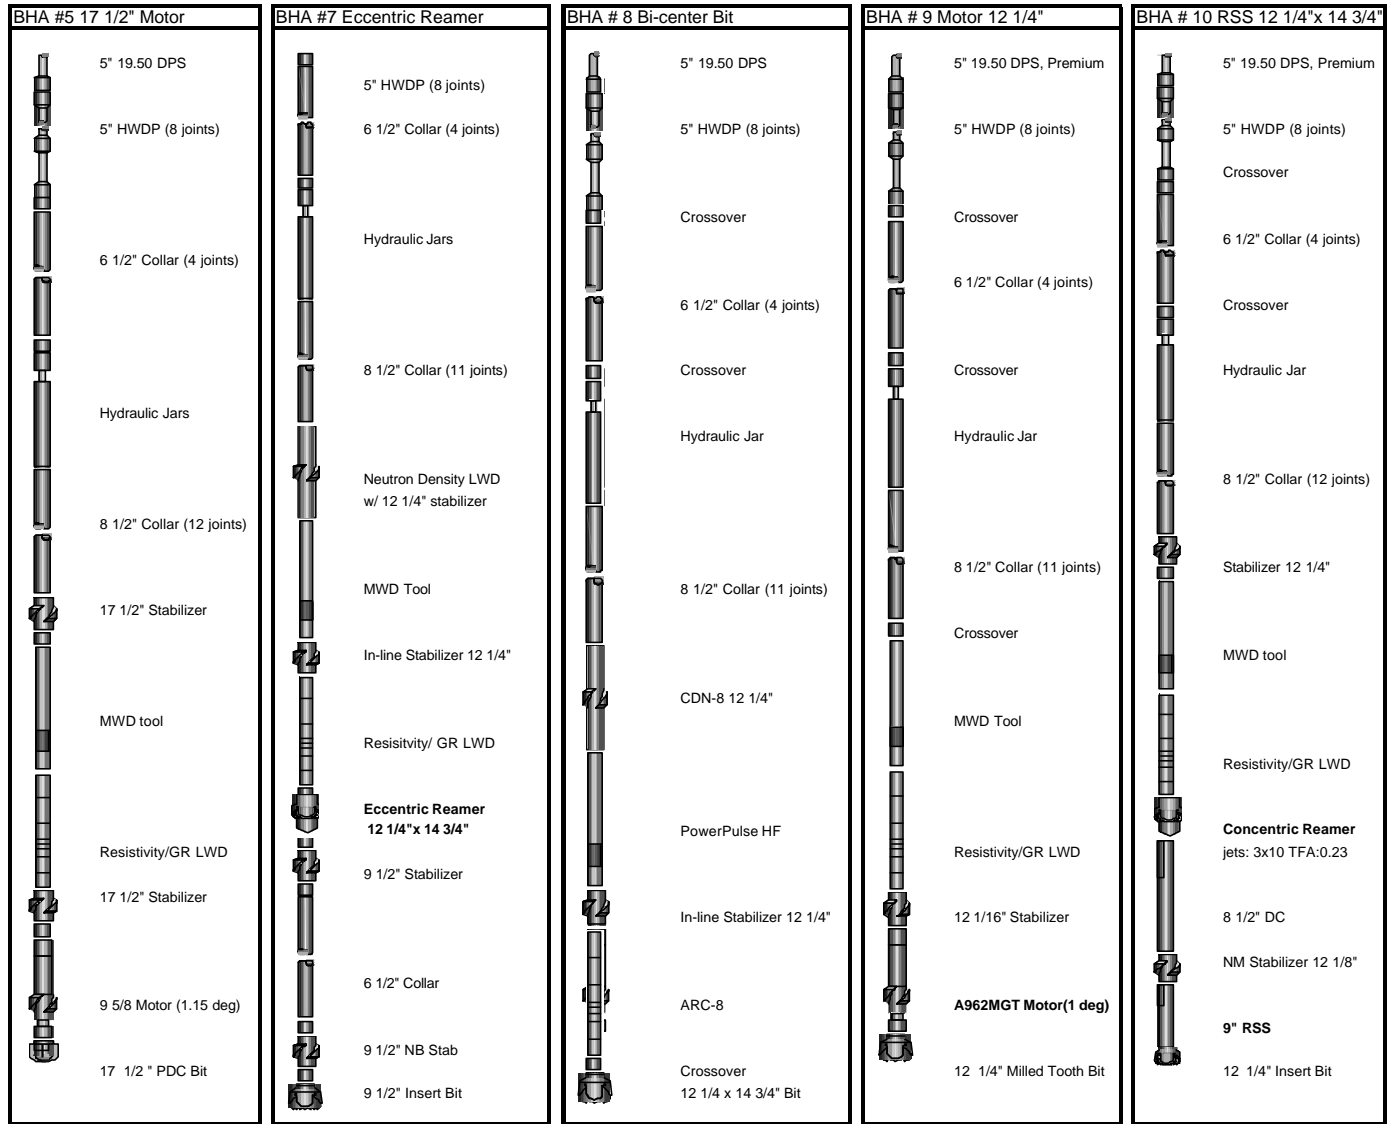 BHA #5 17 1/2" Motor
5" 19.50 DPS
5" HWDP (8 joints)
6 1/2" Collar (4 joints)
Hydraulic Jars
8 1/2" Collar (12 joints)
17 1/2" Stabilizer
MWD tool
Resistivity/GR LWD
17 1/2" Stabilizer
9 5/8 Motor (1.15 deg)
17 1/2 " PDC Bit
BHA #7 Eccentric Reamer
5" HWDP (8 joints)
6 1/2" Collar (4 joints)
Hydraulic Jars
8 1/2" Collar (11 joints)
Neutron Density LWD
w/ 12 1/4" stabilizer
MWD Tool
In-line Stabilizer 12 1/4"
Resisitvity/ GR LWD
Eccentric Reamer
12 1/4"x 14 3/4"
9 1/2" Stabilizer
6 1/2" Collar
9 1/2" NB Stab
9 1/2" Insert Bit
BHA # 8 Bi-center Bit
5" 19.50 DPS
5" HWDP (8 joints)
Crossover
6 1/2" Collar (4 joints)
Crossover
Hydraulic Jar
8 1/2" Collar (11 joints)
CDN-8 12 1/4"
PowerPulse HF
In-line Stabilizer 12 1/4"
ARC-8
Crossover
12 1/4 x 14 3/4" Bit
BHA # 9 Motor 12 1/4"
5" 19.50 DPS, Premium
5" HWDP (8 joints)
Crossover
6 1/2" Collar (4 joints)
Crossover
Hydraulic Jar
8 1/2" Collar (11 joints)
Crossover
MWD Tool
Resistivity/GR LWD
12 1/16" Stabilizer
A962MGT Motor(1 deg)
12 1/4" Milled Tooth Bit
BHA # 10 RSS 12 1/4"x 14 3/4"
5" 19.50 DPS, Premium
5" HWDP (8 joints)
Crossover
6 1/2" Collar (4 joints)
Crossover
Hydraulic Jar
8 1/2" Collar (12 joints)
Stabilizer 12 1/4"
MWD tool
Resistivity/GR LWD
Concentric Reamer
jets: 3x10 TFA:0.23
8 1/2" DC
NM Stabilizer 12 1/8"
9" RSS
12 1/4" Insert Bit